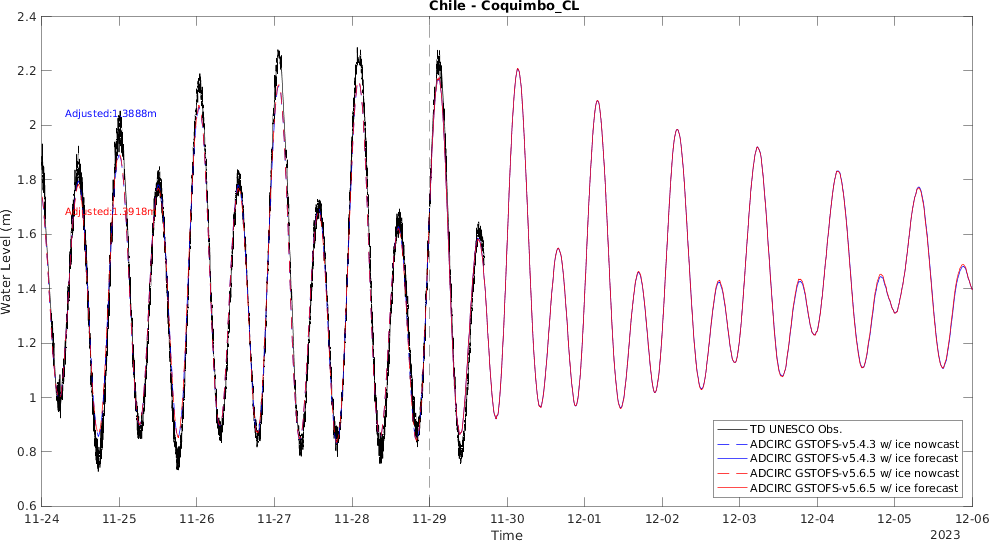 Chile - Coquimbo_CL
2.4
2.2
2
1.8
1.6
1.4
1.2
1
0.8
0.6
Water Level (m)
Adjusted:1.3888m
Adjusted:1.3918m
TD UNESCO Obs.
ADCIRC GSTOFS-v5.4.3 w/ ice nowcast
ADCIRC GSTOFS-v5.4.3 w/ ice forecast
ADCIRC GSTOFS-v5.6.5 w/ ice nowcast
ADCIRC GSTOFS-v5.6.5 w/ ice forecast
11-24 11-25 11-26 11-27 11-28 11-29 11-30 12-01 12-02 12-03 12-04 12-05 12-06
Time
2023